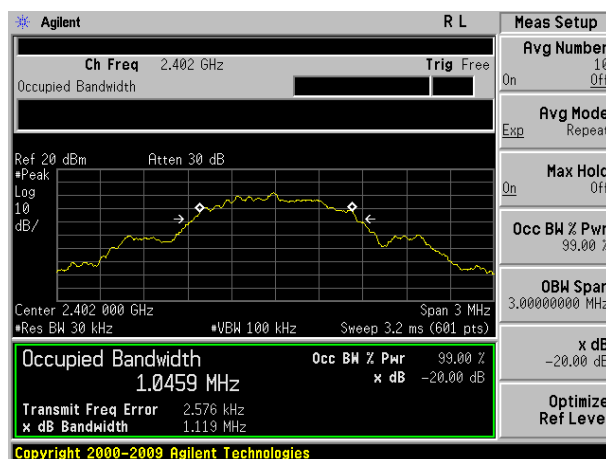 Agilent
R L
Meas Setup
Ch Freq 2.402 GHz
Trig Free
Occupied Bandwidth
Avg Number
10
On Off
Avg Mode
Exp Repeat
Max Hold
On Off
Occ BW % Pwr
99.00 %
OBW Span
3.00000000 MHz
x dB
-20.00 dB
Optimize
Ref Level
Ref 20 dBm
Atten 30 dB
#Peak
Log
10
dB/
Center 2.402 000 GHz
Span 3 MHz
#Res BW 30 kHz
#VBW 100 kHz
Sweep 3.2 ms (601 pts)
Occupied Bandwidth
1.0459 MHz
Occ BW % Pwr 99.00 %
x dB -20.00 dB
Transmit Freq Error 2.576 kHz
x dB Bandwidth 1.119 MHz
Copyright 2000-2009 Agilent Technologies